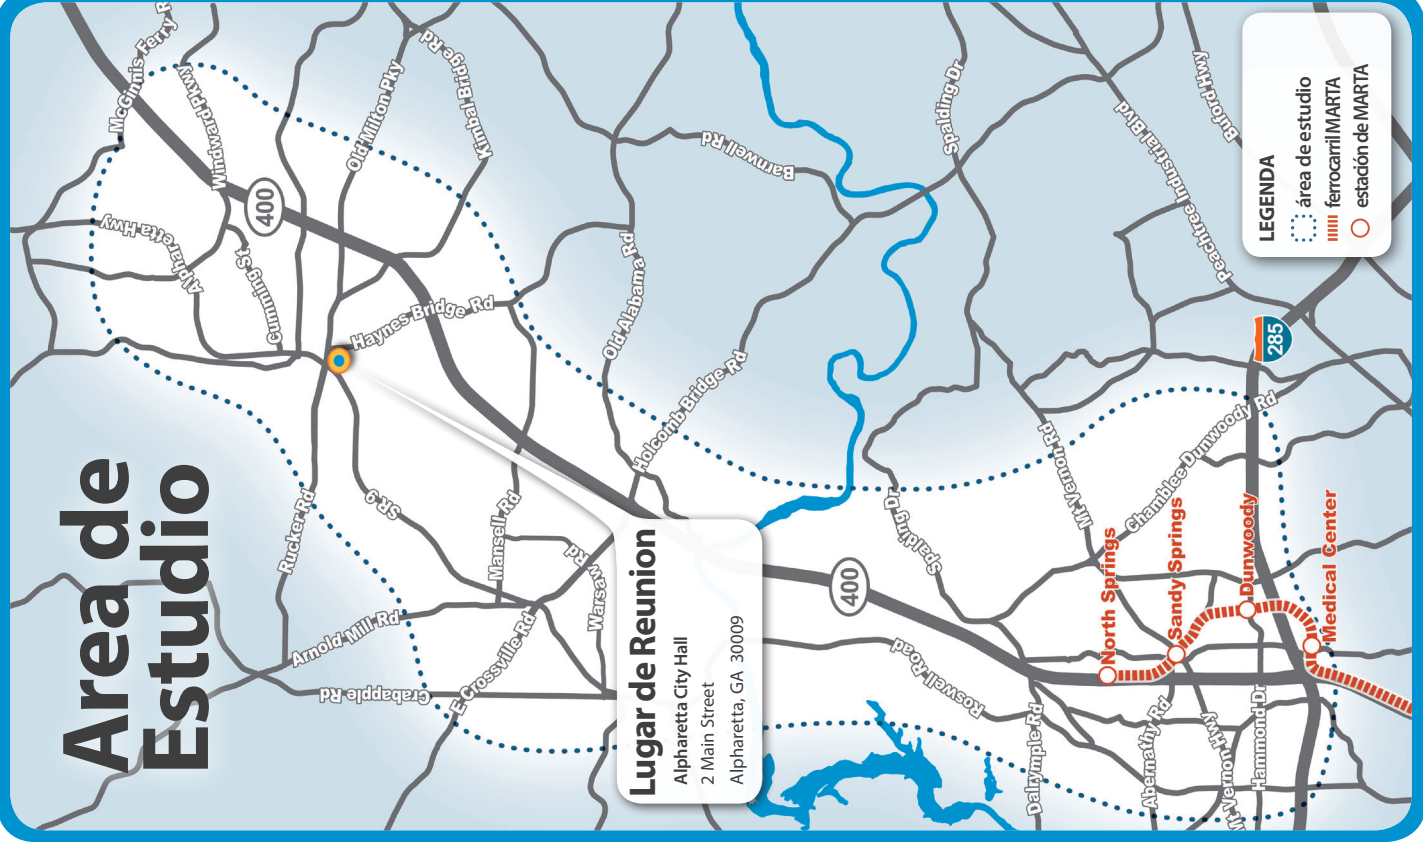 Area de
Estudio
McGinnis Ferry R
Windward Pkwy
Old Milton Pky
Kimbal Bridge Rd
400
Alpharetta Hwy
Cumming St
Haynes Bridge Rd
Rucker Rd
SR 9
Mansell Rd
Warsaw Rd
Warsaw Rd
Arnold Mill Rd
Crabapple Rd
E Crossville Rd
Old Alabama Rd
Barnwell Rd
Holcomb Bridge Rd
Spalding Dr
Peachtree Industrial Blvd
Buford Hwy
Lugar de Reunion
Alpharetta City Hall
2 Main Street
Alpharetta, GA 30009
400
Spalding Dr
Roswell Road
Mt Vernon Rd
Chamblee Dunwoody Rd
285
North Springs
Sandy Springs
Dunwoody
Medical Center
Dalrymple Rd
Abernathy Rd
Mt Vernon Hwy
Hammond Dr
LEGENDA
área de estudio
ferrocarril MARTA
estación de MARTA